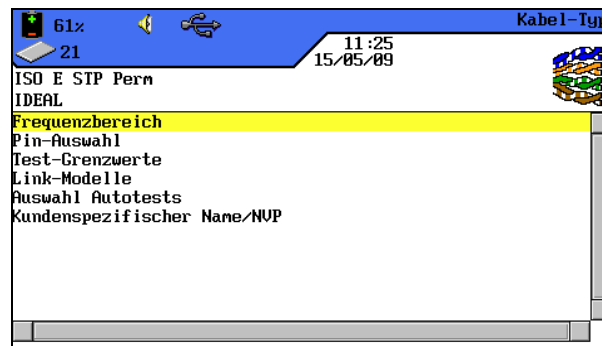 61%
Kabel-Typ
21
11:25
15/05/09
ISO E STP Perm
IDEAL
Frequenzbereich
Pin-Auswahl
Test-Grenzwerte
Link-Modelle
Auswahl Autotests
Kundenspezifischer Name/NVP